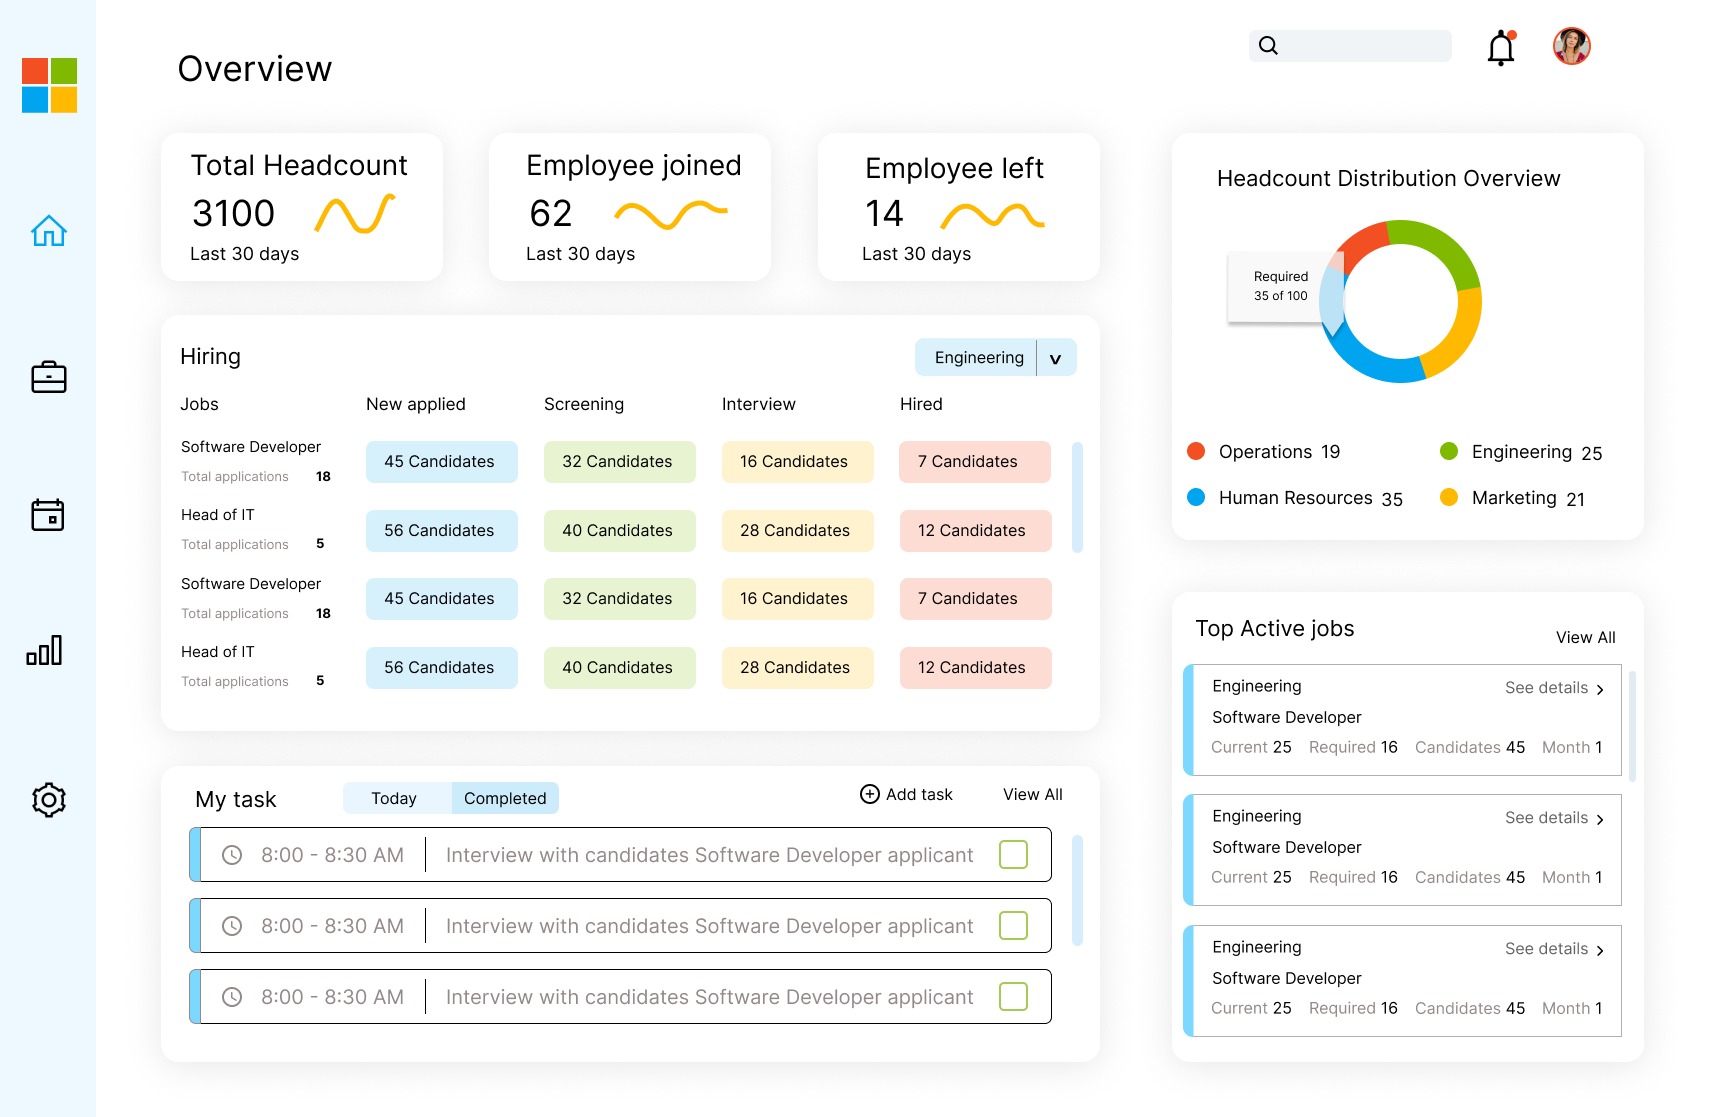 Overview
Total Headcount
3100
Last 30 days
Employee joined
62
Last 30 days
Employee left
14
Last 30 days
Headcount Distribution Overview
Required
35 of 100
Operations 19
Engineering 25
Human Resources 35
Marketing 21
Hiring
Engineering
Jobs New applied Screening Interview Hired
Software Developer
Total applications 18
45 Candidates 32 Candidates 16 Candidates 7 Candidates
Head of IT
Total applications 5
56 Candidates 40 Candidates 28 Candidates 12 Candidates
Software Developer
Total applications 18
45 Candidates 32 Candidates 16 Candidates 7 Candidates
Head of IT
Total applications 5
56 Candidates 40 Candidates 28 Candidates 12 Candidates
Top Active jobs
View All
Engineering See details
Software Developer
Current 25 Required 16 Candidates 45 Month 1
Engineering See details
Software Developer
Current 25 Required 16 Candidates 45 Month 1
Engineering See details
Software Developer
Current 25 Required 16 Candidates 45 Month 1
My task
Today Completed
Add task View All
8:00 - 8:30 AM Interview with candidates Software Developer applicant
8:00 - 8:30 AM Interview with candidates Software Developer applicant
8:00 - 8:30 AM Interview with candidates Software Developer applicant